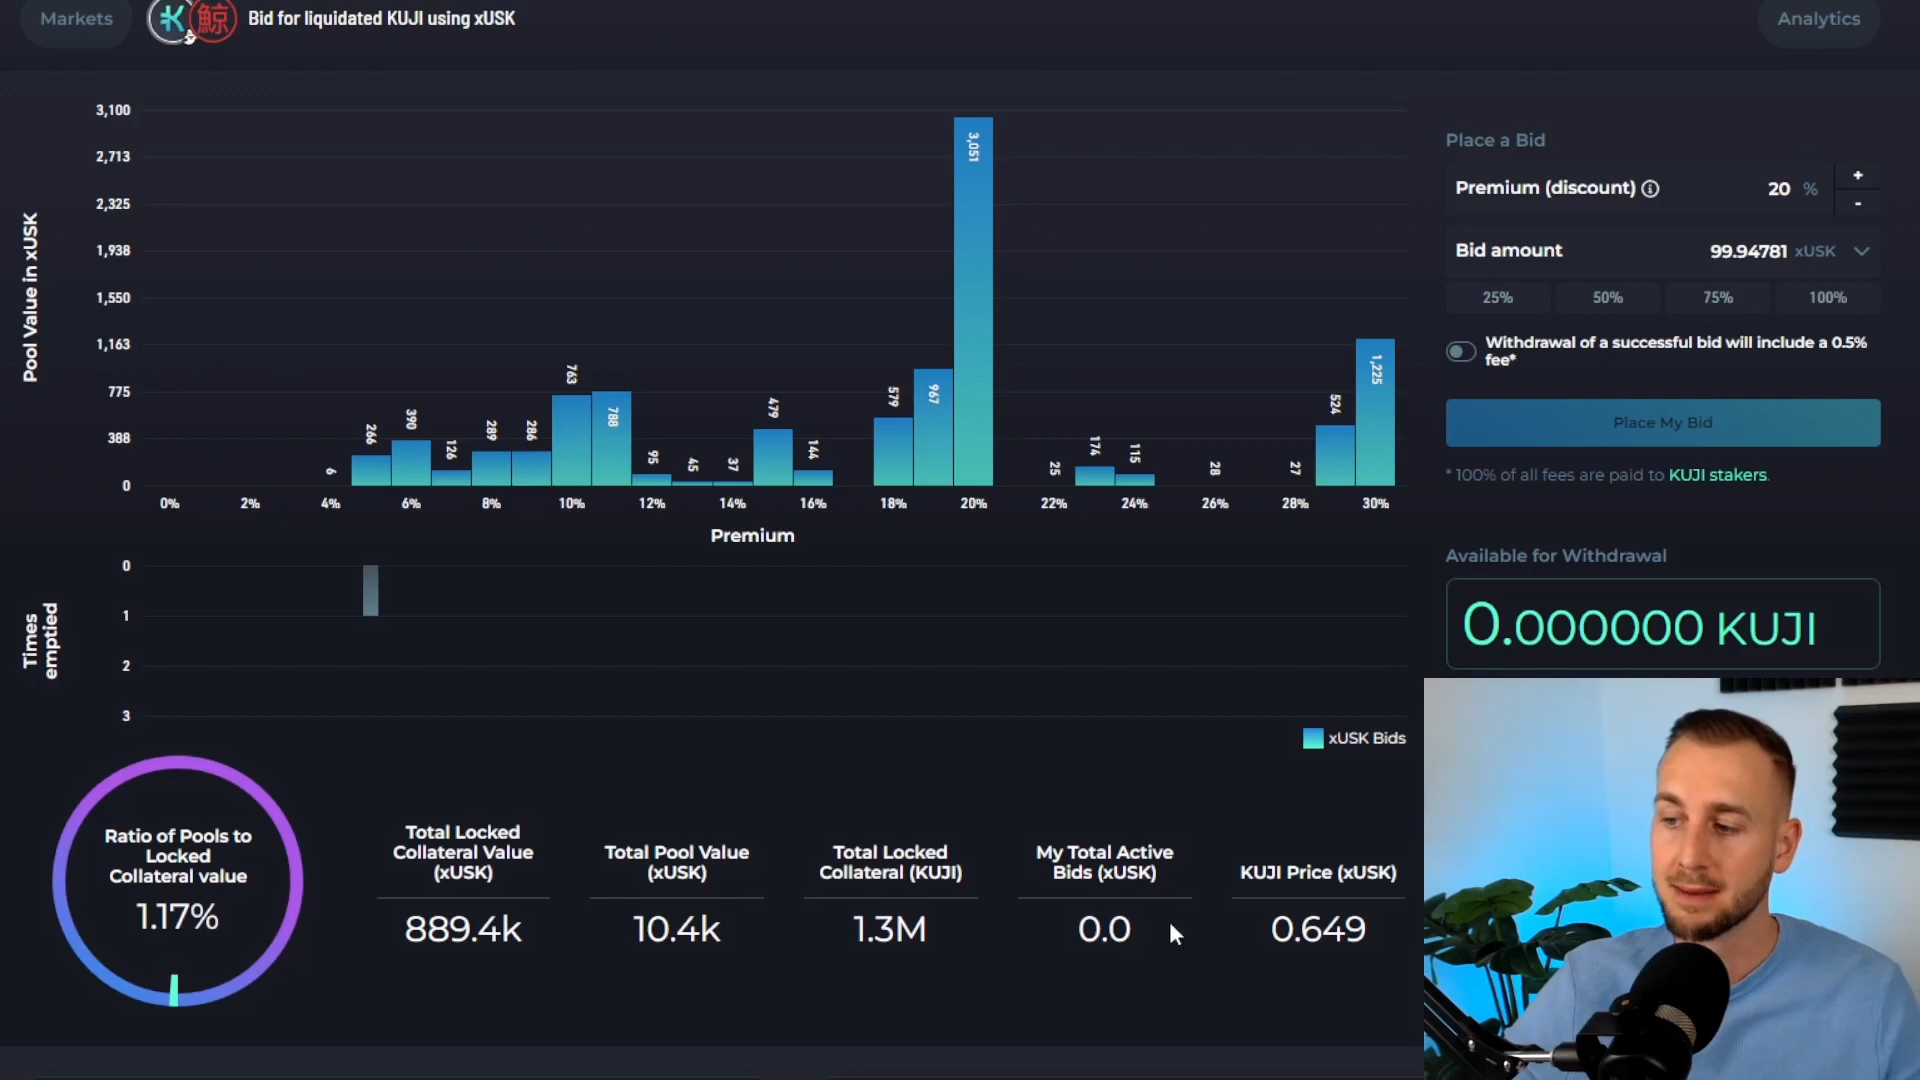 Markets
鯨
Bid for liquidated KUJI using xUSK
Analytics
Pool Value in xUSK
3,100
2,713
2,325
1,938
1,550
1,163
775
388
0
6
266
390
126
289
286
763
788
95
45
37
479
144
579
967
3,051
25
174
115
28
27
524
1,225
0%
2%
4%
6%
8%
10%
12%
14%
16%
18%
20%
22%
24%
26%
28%
30%
Premium
Times
emptied
0
1
2
3
xUSK Bids
Place a Bid
Premium (discount) 20 %
+
-
Bid amount 99.94781 xUSK
25% 50% 75% 100%
Withdrawal of a successful bid will include a 0.5%
fee*
Place My Bid
* 100% of all fees are paid to KUJI stakers.
Available for Withdrawal
0.000000 KUJI
Ratio of Pools to
Locked
Collateral value
1.17%
Total Locked
Collateral Value
(xUSK)
889.4k
Total Pool Value
(xUSK)
10.4k
Total Locked
Collateral (KUJI)
1.3M
My Total Active
Bids (xUSK)
0.0
KUJI Price (xUSK)
0.649